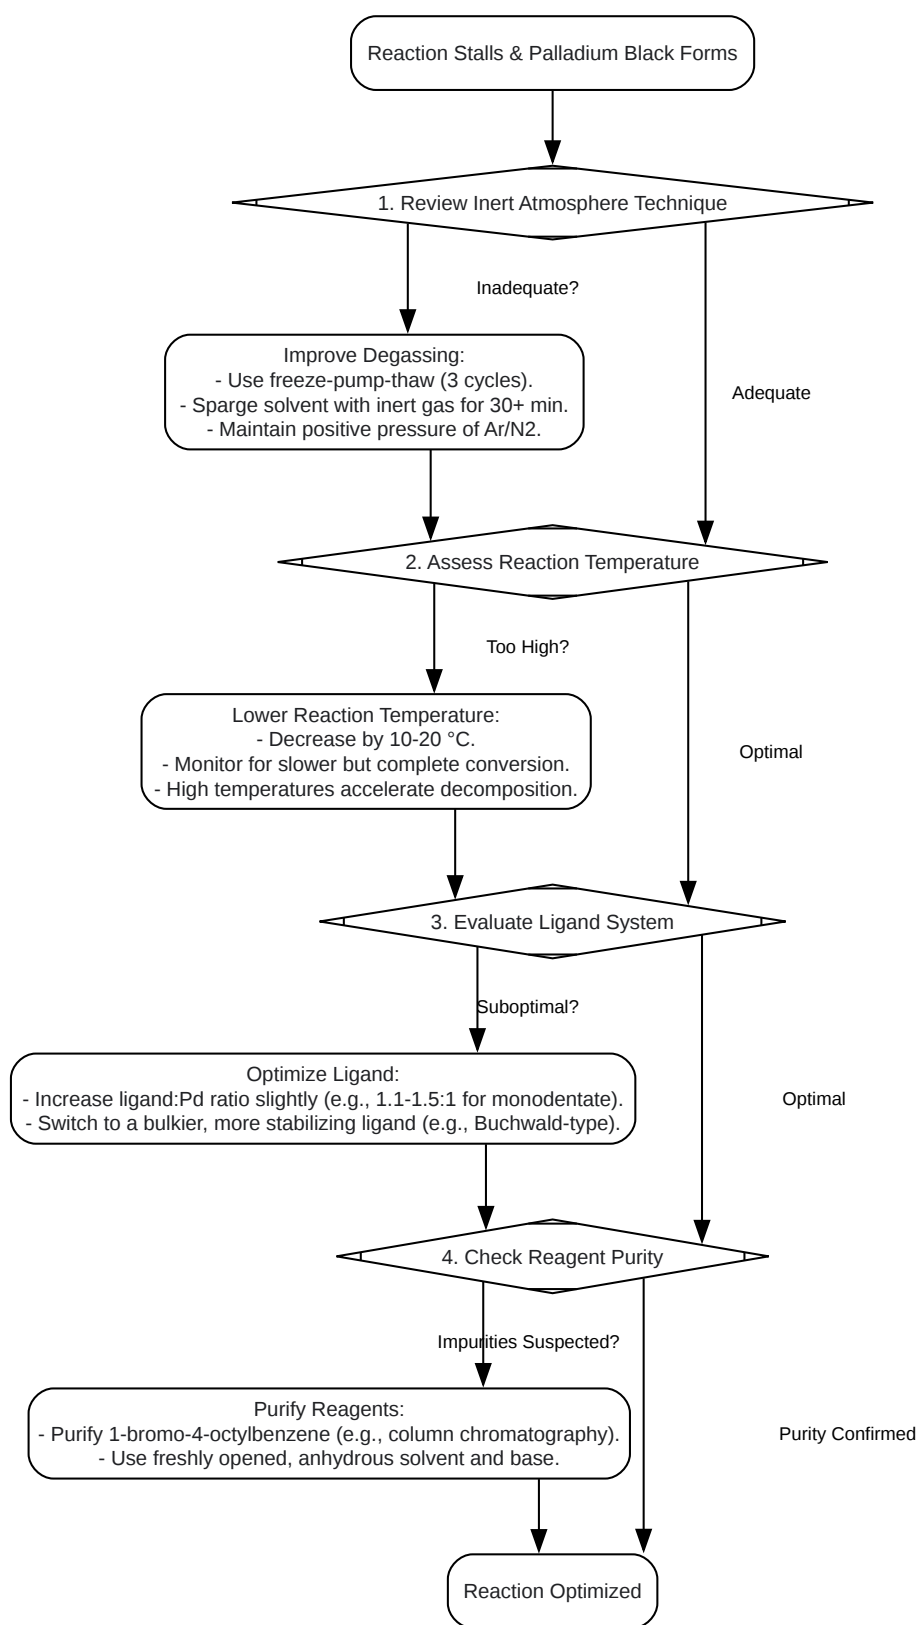 Reaction Stalls & Palladium Black Forms
1. Review Inert Atmosphere Technique
Inadequate?
Improve Degassing:
- Use freeze-pump-thaw (3 cycles).
- Sparge solvent with inert gas for 30+ min.
- Maintain positive pressure of Ar/N2.
Adequate
2. Assess Reaction Temperature
Too High?
Lower Reaction Temperature:
- Decrease by 10-20 °C.
- Monitor for slower but complete conversion.
- High temperatures accelerate decomposition.
Optimal
3. Evaluate Ligand System
Suboptimal?
Optimize Ligand:
- Increase ligand:Pd ratio slightly (e.g., 1.1-1.5:1 for monodentate).
- Switch to a bulkier, more stabilizing ligand (e.g., Buchwald-type).
Optimal
4. Check Reagent Purity
Impurities Suspected?
Purify Reagents:
- Purify 1-bromo-4-octylbenzene (e.g., column chromatography).
- Use freshly opened, anhydrous solvent and base.
Purity Confirmed
Reaction Optimized